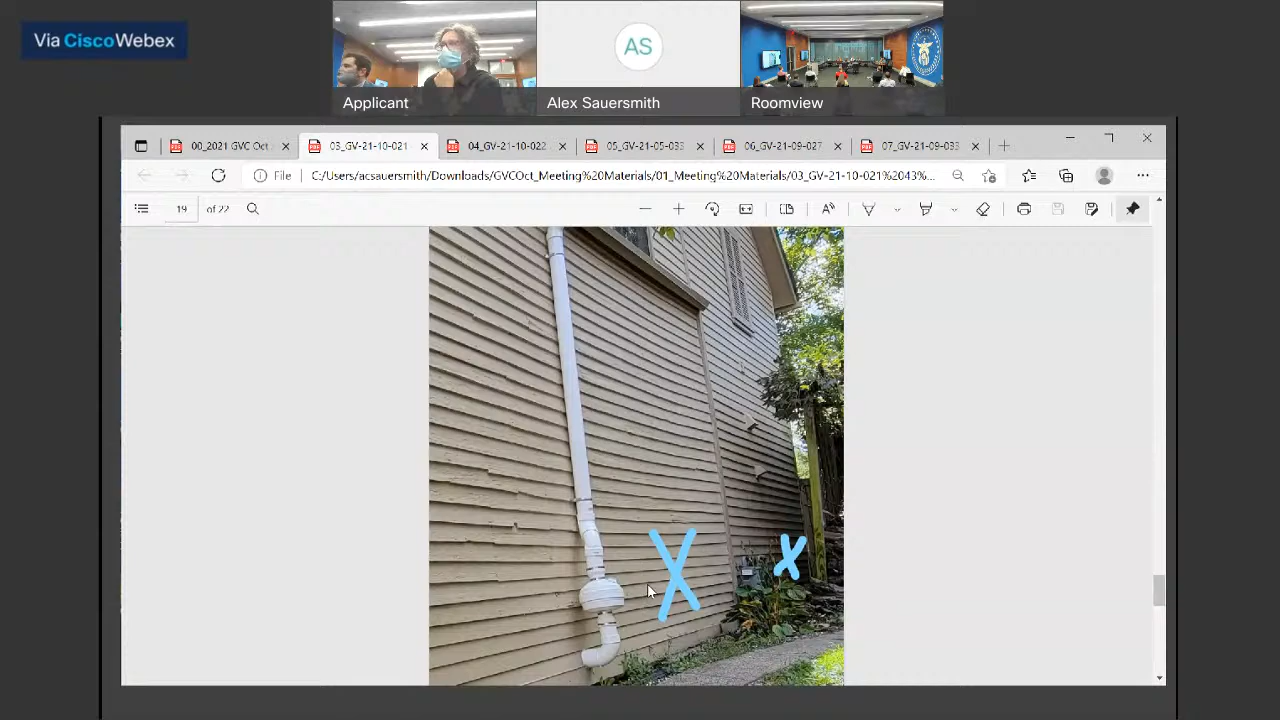 Via CiscoWebex
AS
Applicant
Alex Sauersmith
Roomview
00_2021 GVC Oct
03_GV-21-10-021
04_GV-21-10-022
05_GV-21-05-033
06_GV-21-09-027
07_GV-21-09-033
File
C:/Users/acsauersmith/Downloads/GVCOct_Meeting%20Materials/01_Meeting%20Materials/03_GV-21-10-021%2043%...
19 of 22
X X